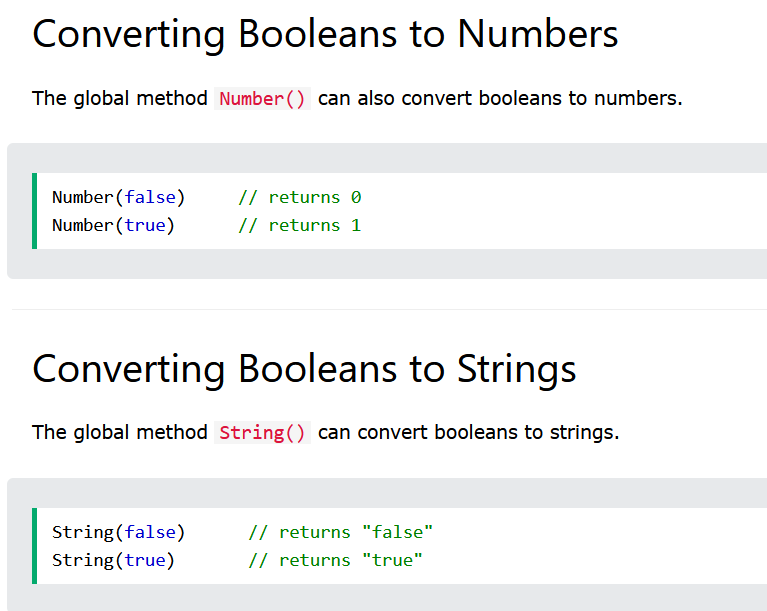 Converting Booleans to Numbers
The global method Number() can also convert booleans to numbers.
Number(false)     // returns 0
Number(true)      // returns 1
Converting Booleans to Strings
The global method String() can convert booleans to strings.
String(false)      // returns "false"
String(true)       // returns "true"